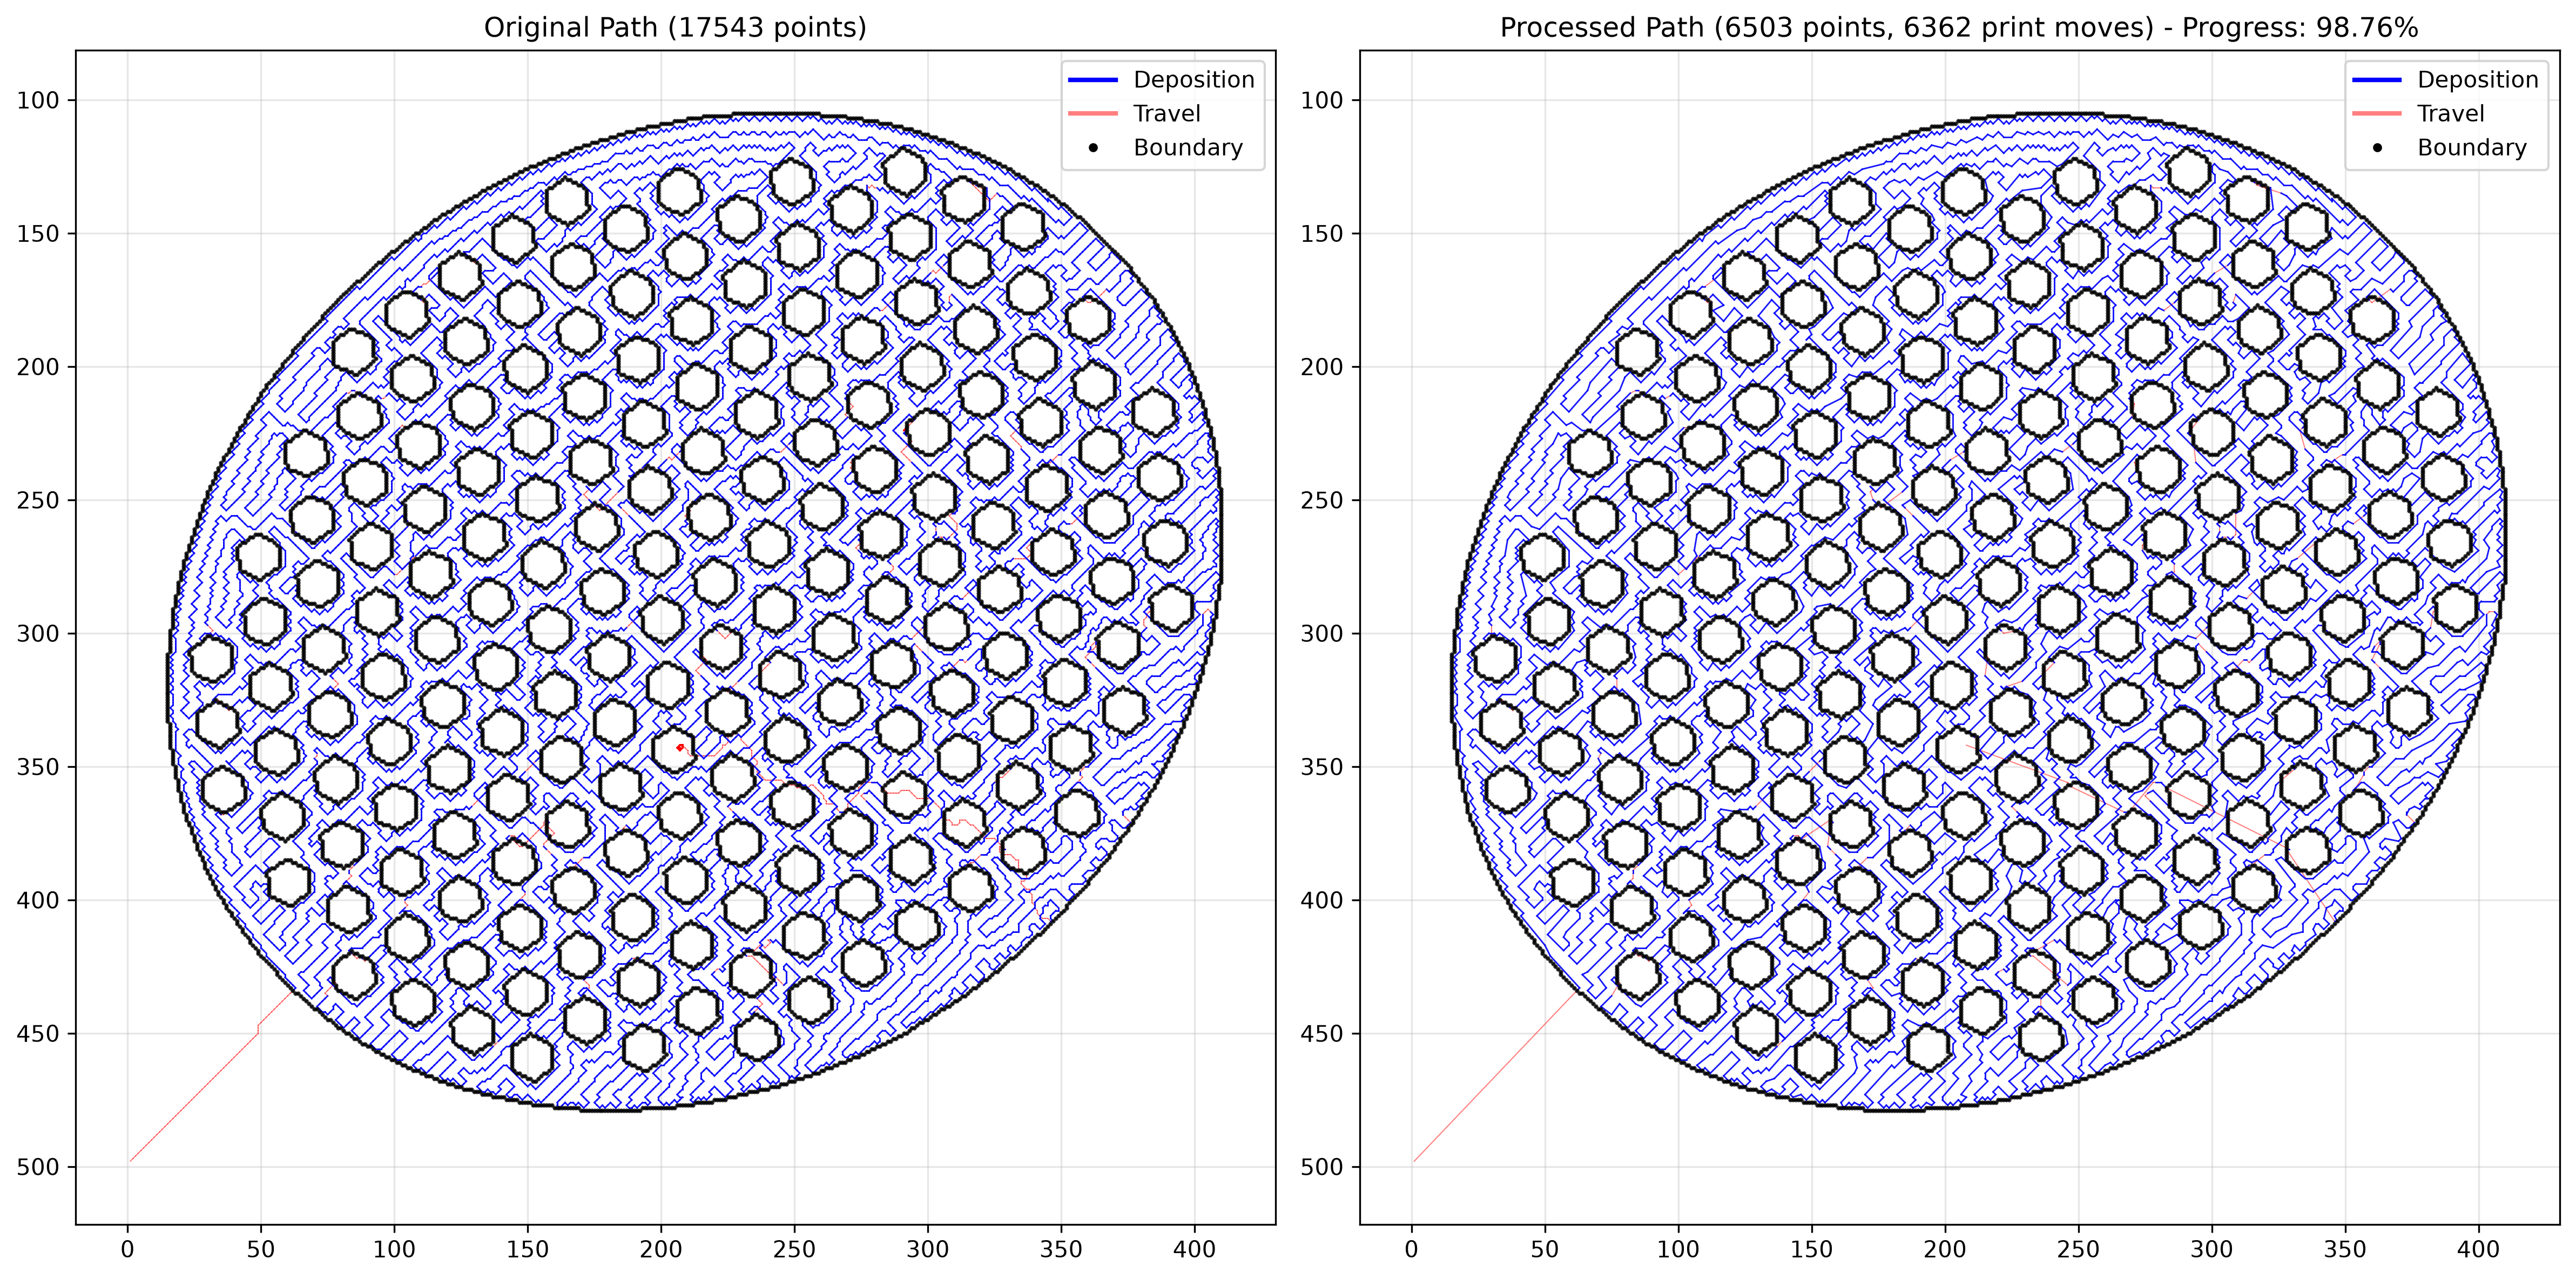 Original Path (17543 points)
Deposition
Travel
Boundary
100
150
200
250
300
350
400
450
500
0 50 100 150 200 250 300 350 400
Processed Path (6503 points, 6362 print moves) - Progress: 98.76%
Deposition
Travel
Boundary
100
150
200
250
300
350
400
450
500
0 50 100 150 200 250 300 350 400